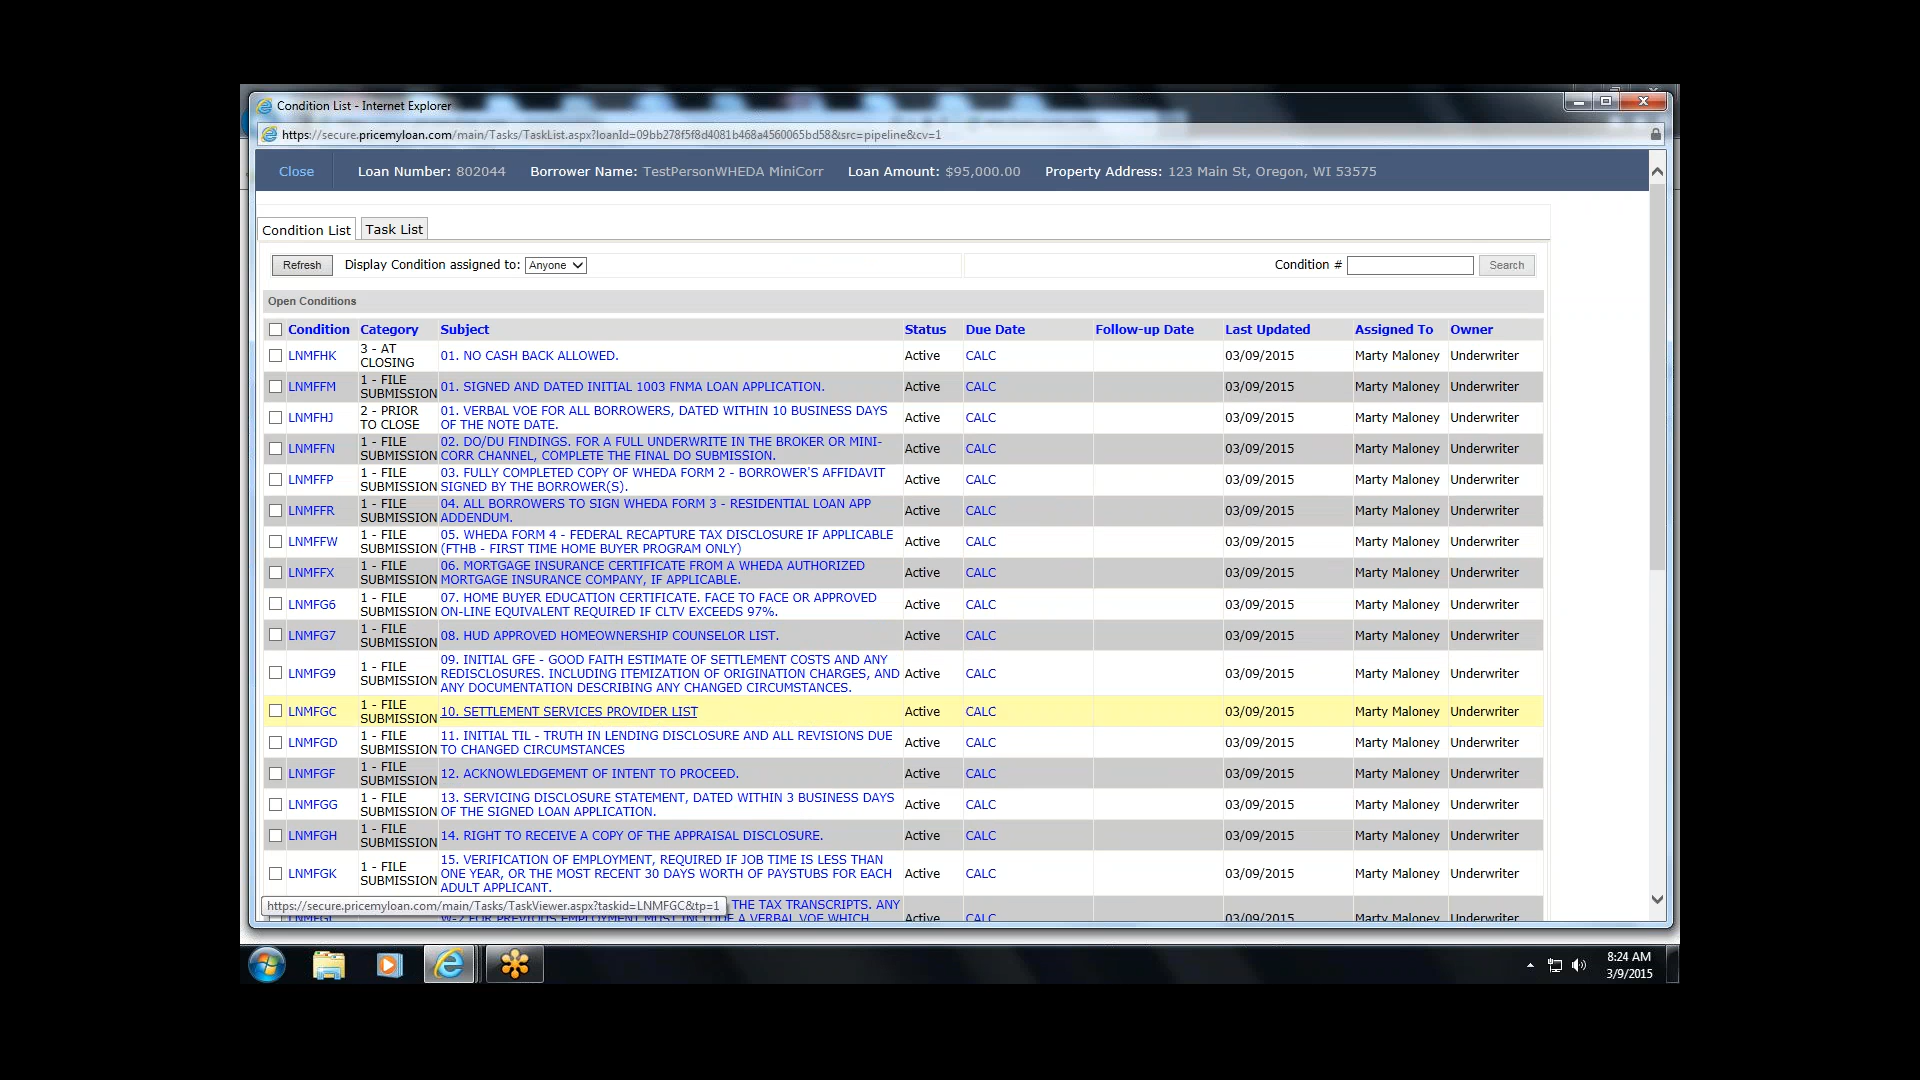 Condition List - Internet Explorer
https://secure.pricemyloan.com/main/Tasks/TaskList.aspx?loanId=09bb278f5f8d4081b468a4560065bd58&src=pipeline&cv=1
Close Loan Number: 802044 Borrower Name: TestPersonWHEDA MiniCorr Loan Amount: $95,000.00 Property Address: 123 Main St, Oregon, WI 53575
Condition List Task List
Refresh Display Condition assigned to: Anyone Condition # Search
Open Conditions
Condition Category Subject Status Due Date Follow-up Date Last Updated Assigned To Owner
LNMFHK 3 - AT CLOSING 01. NO CASH BACK ALLOWED. Active CALC 03/09/2015 Marty Maloney Underwriter
LNMFFM 1 - FILE SUBMISSION 01. SIGNED AND DATED INITIAL 1003 FNMA LOAN APPLICATION. Active CALC 03/09/2015 Marty Maloney Underwriter
LNMFHJ 2 - PRIOR TO CLOSE 01. VERBAL VOE FOR ALL BORROWERS, DATED WITHIN 10 BUSINESS DAYS OF THE NOTE DATE. Active CALC 03/09/2015 Marty Maloney Underwriter
LNMFFN 1 - FILE SUBMISSION 02. DO/DU FINDINGS. FOR A FULL UNDERWRITE IN THE BROKER OR MINI-CORR CHANNEL, COMPLETE THE FINAL DO SUBMISSION. Active CALC 03/09/2015 Marty Maloney Underwriter
LNMFFP 1 - FILE SUBMISSION 03. FULLY COMPLETED COPY OF WHEDA FORM 2 - BORROWER'S AFFIDAVIT SIGNED BY THE BORROWER(S). Active CALC 03/09/2015 Marty Maloney Underwriter
LNMFFR 1 - FILE SUBMISSION 04. ALL BORROWERS TO SIGN WHEDA FORM 3 - RESIDENTIAL LOAN APP ADDENDUM. Active CALC 03/09/2015 Marty Maloney Underwriter
LNMFFW 1 - FILE SUBMISSION 05. WHEDA FORM 4 - FEDERAL RECAPTURE TAX DISCLOSURE IF APPLICABLE (FTHB - FIRST TIME HOME BUYER PROGRAM ONLY) Active CALC 03/09/2015 Marty Maloney Underwriter
LNMFFX 1 - FILE SUBMISSION 06. MORTGAGE INSURANCE CERTIFICATE FROM A WHEDA AUTHORIZED MORTGAGE INSURANCE COMPANY, IF APPLICABLE. Active CALC 03/09/2015 Marty Maloney Underwriter
LNMFG6 1 - FILE SUBMISSION 07. HOME BUYER EDUCATION CERTIFICATE. FACE TO FACE OR APPROVED ON-LINE EQUIVALENT REQUIRED IF CLTV EXCEEDS 97%. Active CALC 03/09/2015 Marty Maloney Underwriter
LNMFG7 1 - FILE SUBMISSION 08. HUD APPROVED HOMEOWNERSHIP COUNSELOR LIST. Active CALC 03/09/2015 Marty Maloney Underwriter
LNMFG9 1 - FILE SUBMISSION 09. INITIAL GFE - GOOD FAITH ESTIMATE OF SETTLEMENT COSTS AND ANY REDISCLOSURES. INCLUDING ITEMIZATION OF ORIGINATION CHARGES, AND ANY DOCUMENTATION DESCRIBING ANY CHANGED CIRCUMSTANCES. Active CALC 03/09/2015 Marty Maloney Underwriter
LNMFGC 1 - FILE SUBMISSION 10. SETTLEMENT SERVICES PROVIDER LIST Active CALC 03/09/2015 Marty Maloney Underwriter
LNMFGD 1 - FILE SUBMISSION 11. INITIAL TIL - TRUTH IN LENDING DISCLOSURE AND ALL REVISIONS DUE TO CHANGED CIRCUMSTANCES Active CALC 03/09/2015 Marty Maloney Underwriter
LNMFGF 1 - FILE SUBMISSION 12. ACKNOWLEDGEMENT OF INTENT TO PROCEED. Active CALC 03/09/2015 Marty Maloney Underwriter
LNMFGG 1 - FILE SUBMISSION 13. SERVICING DISCLOSURE STATEMENT, DATED WITHIN 3 BUSINESS DAYS OF THE SIGNED LOAN APPLICATION. Active CALC 03/09/2015 Marty Maloney Underwriter
LNMFGH 1 - FILE SUBMISSION 14. RIGHT TO RECEIVE A COPY OF THE APPRAISAL DISCLOSURE. Active CALC 03/09/2015 Marty Maloney Underwriter
LNMFGK 1 - FILE SUBMISSION 15. VERIFICATION OF EMPLOYMENT, REQUIRED IF JOB TIME IS LESS THAN ONE YEAR, OR THE MOST RECENT 30 DAYS WORTH OF PAYSTUBS FOR EACH ADULT APPLICANT. Active CALC 03/09/2015 Marty Maloney Underwriter
THE TAX TRANSCRIPTS. ANY W-2 FOR PREVIOUS EMPLOYMENT MUST INCLUDE A VERBAL VOE WHICH Active CALC 03/09/2015 Marty Maloney Underwriter
https://secure.pricemyloan.com/main/Tasks/TaskViewer.aspx?taskid=LNMFGC&tp=1
8:24 AM
3/9/2015